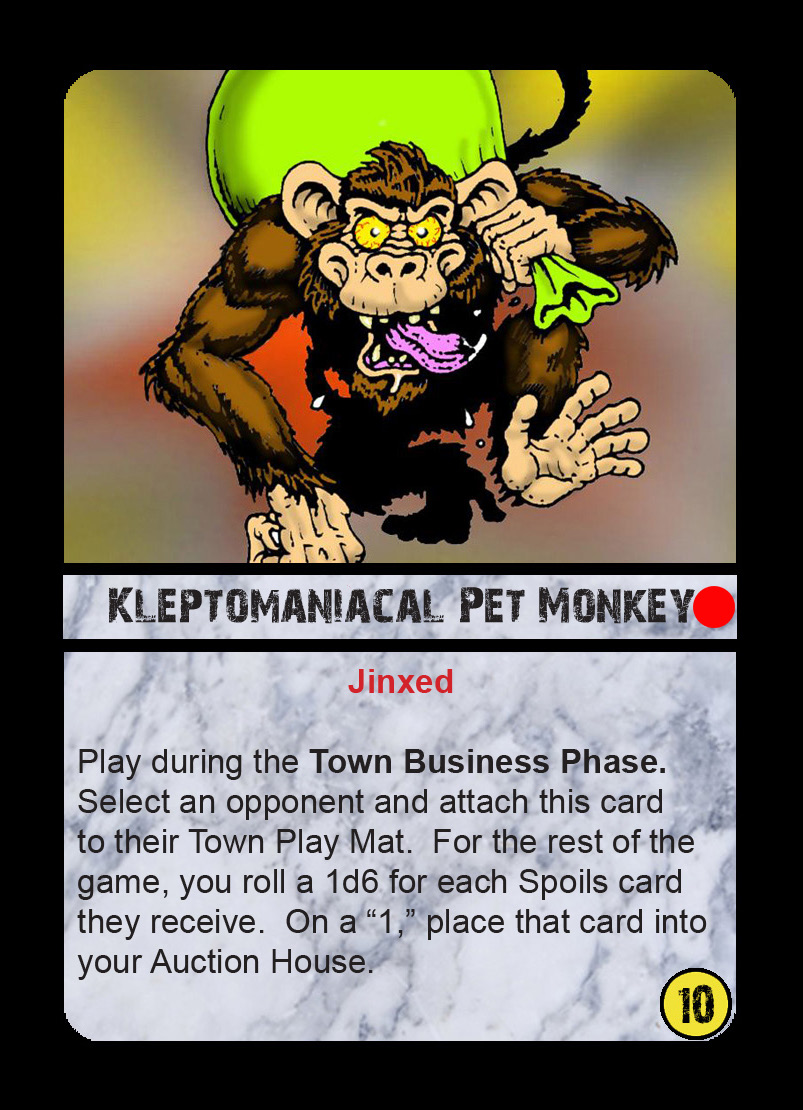 Kleptomaniacal Pet Monkey
Jinxed
Play during the Town Business Phase.
Select an opponent and attach this card
to their Town Play Mat.  For the rest of the
game, you roll a 1d6 for each Spoils card
they receive.  On a “1,” place that card into
your Auction House.
10